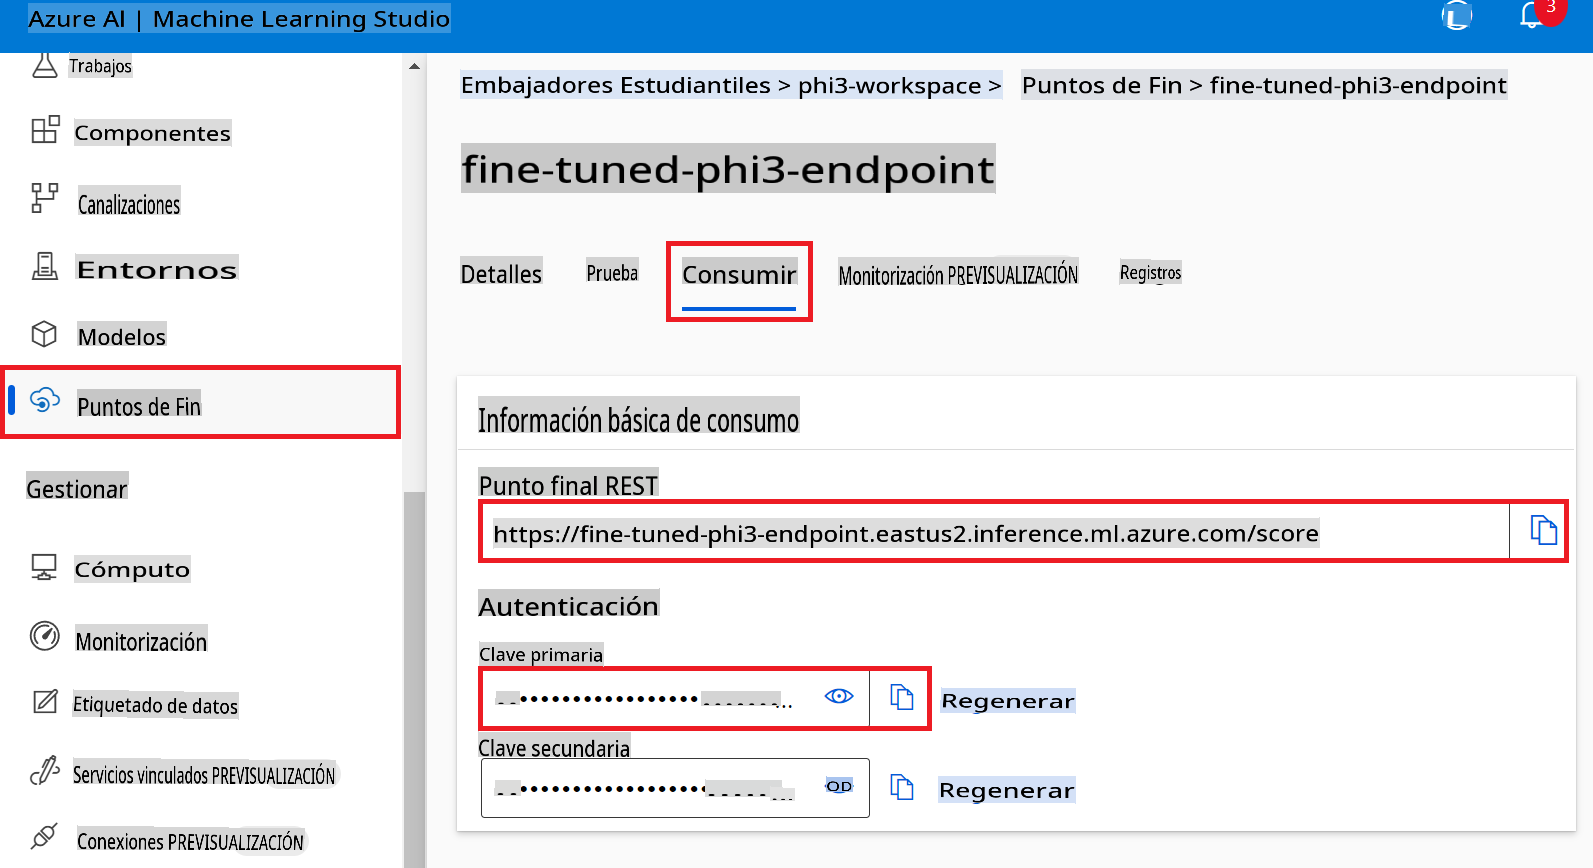 Azure AI | Machine Learning Studio
3
Trabajos
Componentes
Canalizaciones
Entornos
Modelos
Puntos de Fin
Gestionar
Cómputo
Monitorización
Etiquetado de datos
Servicios vinculados PREVISUALIZACIÓN
Conexiones PREVISUALIZACIÓN
Embajadores Estudiantiles > phi3-workspace > Puntos de Fin > fine-tuned-phi3-endpoint
fine-tuned-phi3-endpoint
Detalles Prueba Consumir Monitorización PREVISUALIZACIÓN Registros
Información básica de consumo
Punto final REST
https://fine-tuned-phi3-endpoint.eastus2.inference.ml.azure.com/score
Autenticación
Clave primaria
Regenerar
Clave secundaria
OD
Regenerar